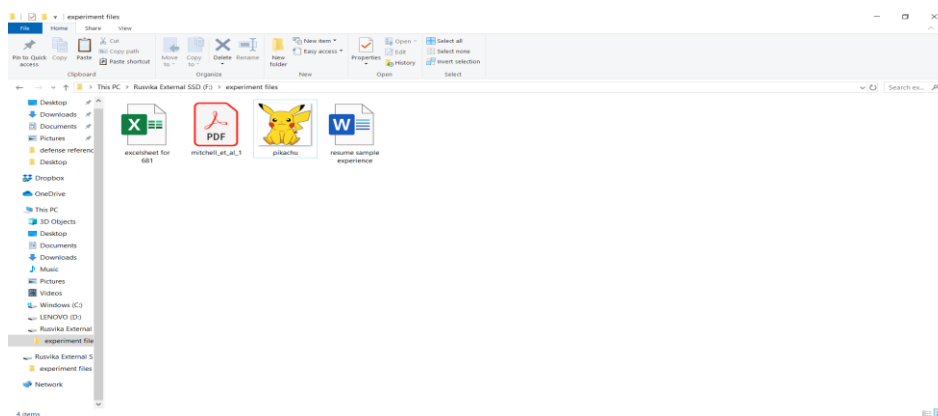 experiment files
File Home Share View
Pin to Quick access
Copy
Paste
Cut
Copy path
Paste shortcut
Clipboard
Move to
Copy to
Delete
Rename
Organize
New folder
New item
Easy access
New
Properties
Open
Edit
History
Open
Select all
Select none
Invert selection
Select
This PC > Rusvika External SSD (F:) > experiment files
Search ex...
Desktop
Downloads
Documents
Pictures
defense referenc
Desktop
Dropbox
OneDrive
This PC
3D Objects
Desktop
Documents
Downloads
Music
Pictures
Videos
Windows (C:)
LENOVO (D:)
Rusvika External
experiment file
Rusvika External S
experiment files
Network
X
PDF
W
excelsheet for
681
mitchell_et_al_1
pikachu
resume sample
experience
4 items